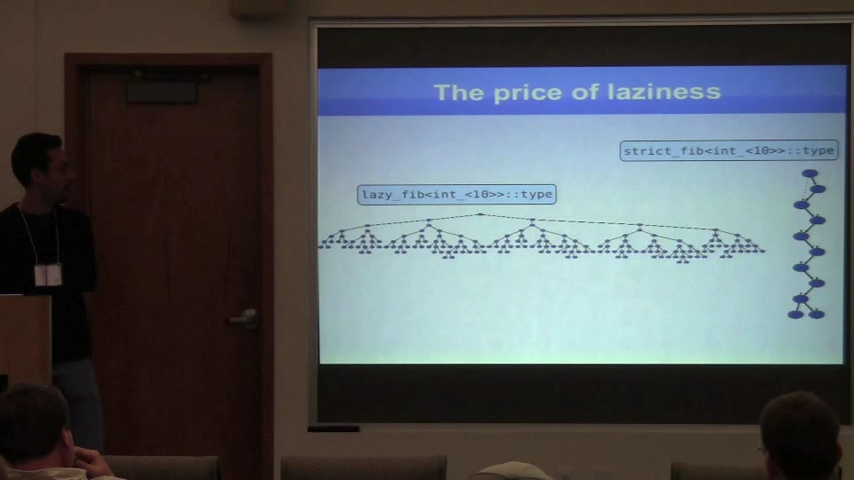 The price of laziness
strict_fib<int_<10>>::type
lazy_fib<int_<10>>::type